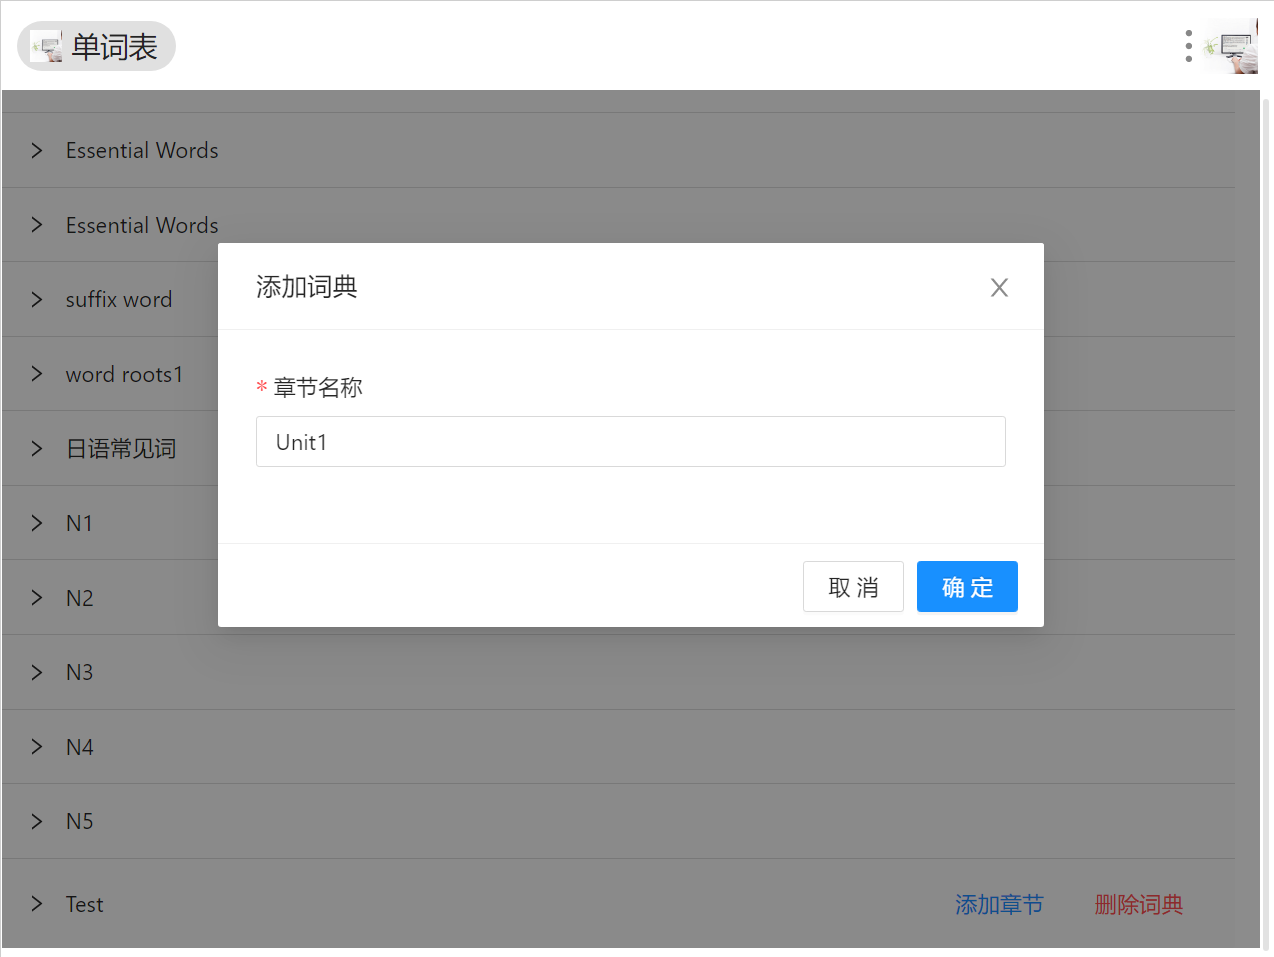 单词表
Essential Words
Essential Words
suffix word
word roots1
日语常见词
N1
N2
N3
N4
N5
Test
添加章节
删除词典
添加词典
* 章节名称
Unit1
取 消
确 定